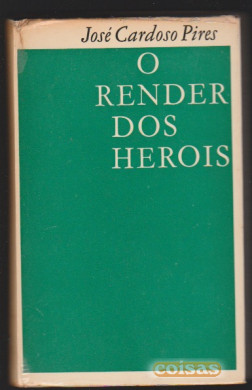 José Cardoso Pires
O
RENDER
DOS
HEROIS
coisas